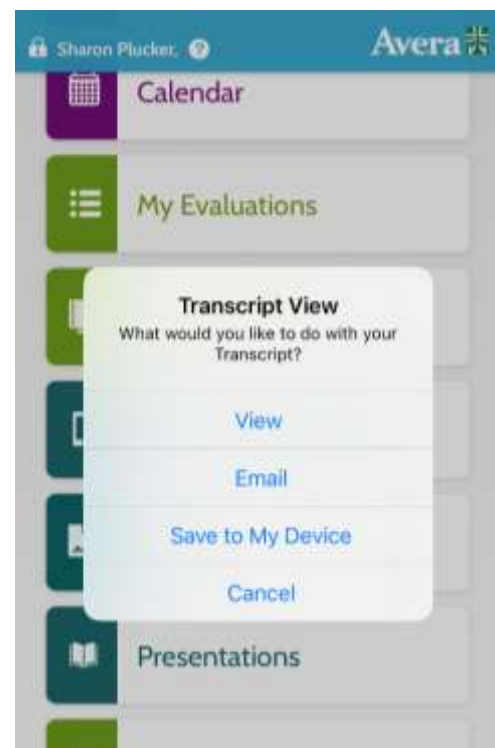 Sharon Plucker, ?
Avera
Calendar
My Evaluations
Transcript View
What would you like to do with your
Transcript?
View
Email
Save to My Device
Cancel
Presentations